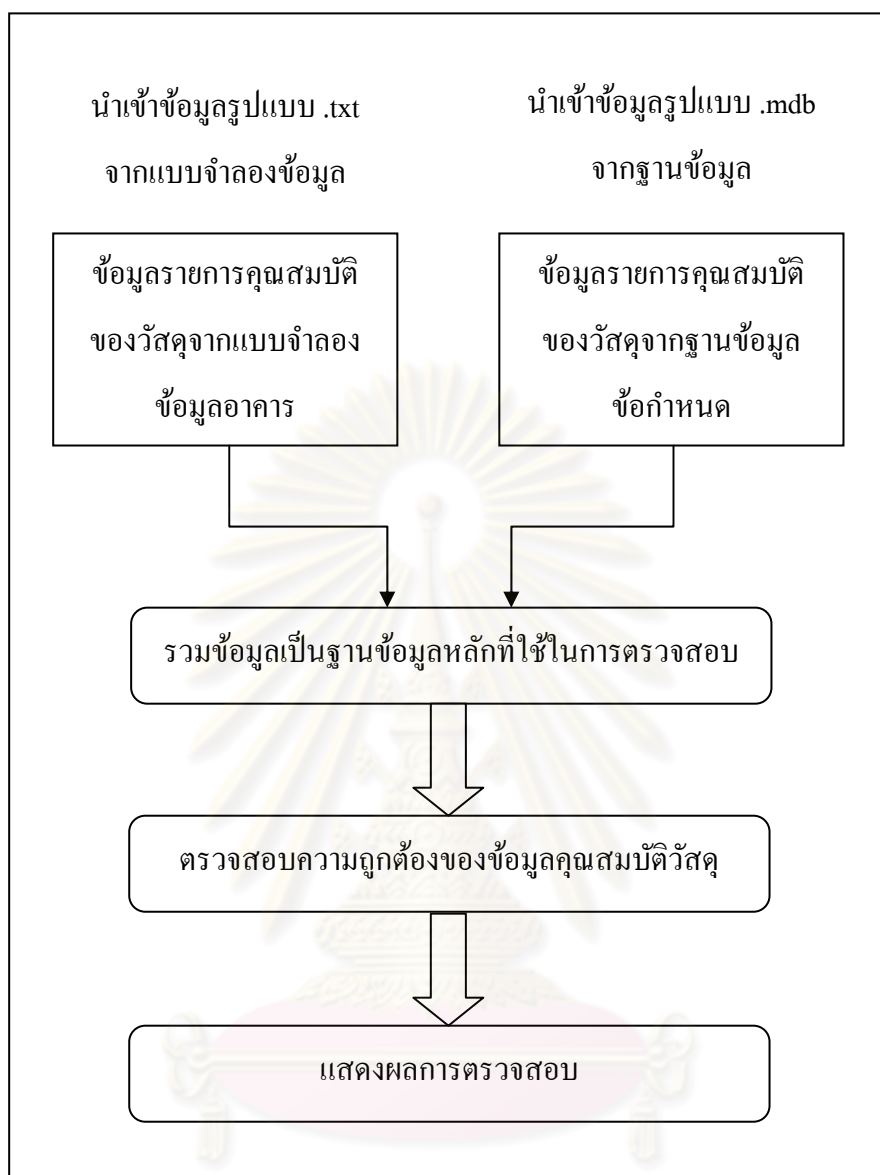 นำเข้าข้อมูลรูปแบบ .txt
จากแบบจำลองข้อมูล
นำเข้าข้อมูลรูปแบบ .mdb
จากฐานข้อมูล
ข้อมูลรายการคุณสมบัติ
ของวัสดุจากแบบจำลอง
ข้อมูลอาคาร
ข้อมูลรายการคุณสมบัติ
ของวัสดุจากฐานข้อมูล
ข้อกำหนด
รวมข้อมูลเป็นฐานข้อมูลหลักที่ใช้ในการตรวจสอบ
ตรวจสอบความถูกต้องของข้อมูลคุณสมบัติวัสดุ
แสดงผลการตรวจสอบ